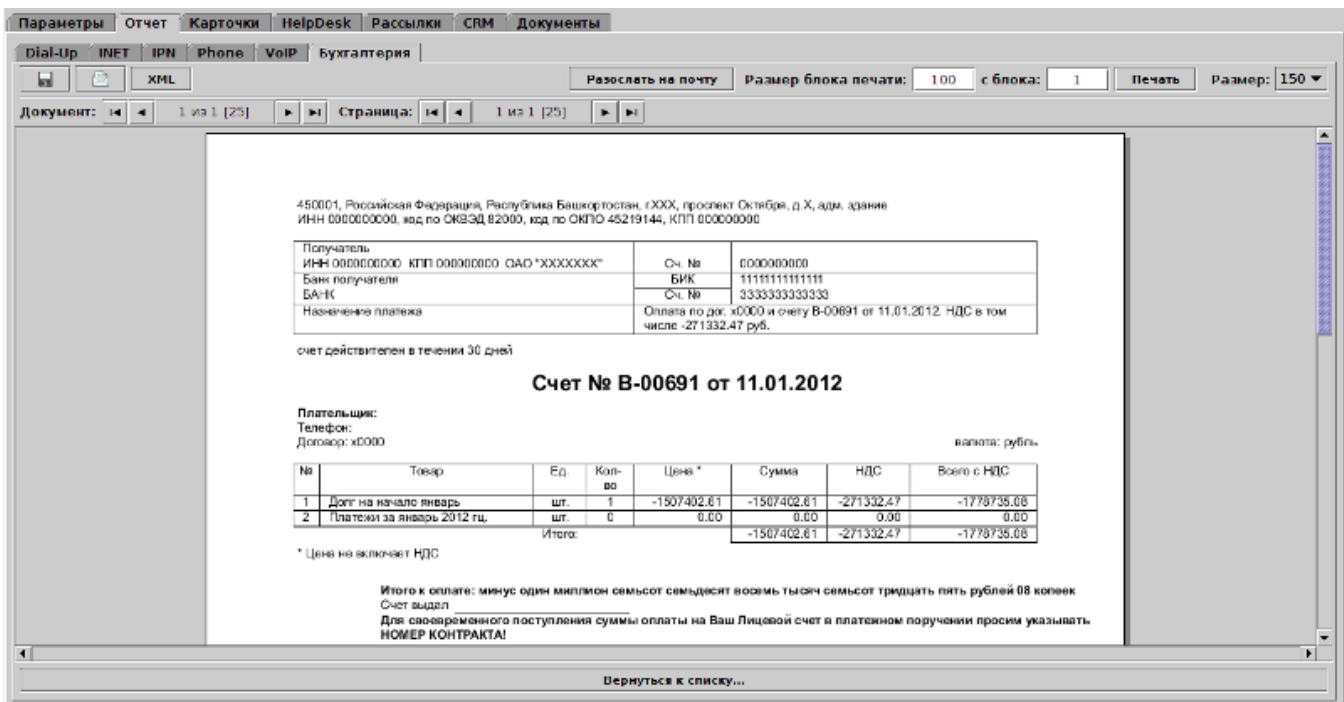 Параметры Отчет Карточки HelpDesk Рассылки CRM Документы
Dial-Up INET IPN Phone VoIP Бухгалтерия
XML Разослать на почту Размер блока печати: 100 с блока: 1 Печать Размер: 150
Документ: 1 из 1 [25] Страница: 1 из 1 [25]
450001, Российская Федерация, Республика Башкортостан, г.XXX, проспект Октября, д.X, адм. здание
ИНН 0000000000, код по ОКВЭД 82000, код по ОКПО 45219144, КПП 000000000
Получатель
ИНН 0000000000 КПП 000000000 ОАО "XXXXXXX" Сч. № 0000000000
Банк получателя БИК 11111111111111
БАНК Сч. № 3333333333333
Назначение платежа Оплата по дог. x0000 и счету В-00691 от 11.01.2012. НДС в том
числе -271332.47 руб.
счет действителен в течении 30 дней
Счет № В-00691 от 11.01.2012
Плательщик:
Телефон:
Договор: x0000 валюта: рубль
№ Товар Ед. Кол- Цена * Сумма НДС Всего с НДС
во
1 Долг на начало январь шт. 1 -1507402.61 -1507402.61 -271332.47 -1778735.08
2 Платежи за январь 2012 гц. шт. 0 0.00 0.00 0.00 0.00
Итого: -1507402.61 -271332.47 -1778735.08
* Цена не включает НДС
Итого к оплате: минус один миллион семьсот семьдесят восемь тысяч семьсот тридцать пять рублей 08 копеек
Счет выдал
Для своевременного поступления суммы оплаты на Ваш Лицевой счет в платежном поручении просим указывать
НОМЕР КОНТРАКТА!
Вернуться к списку...